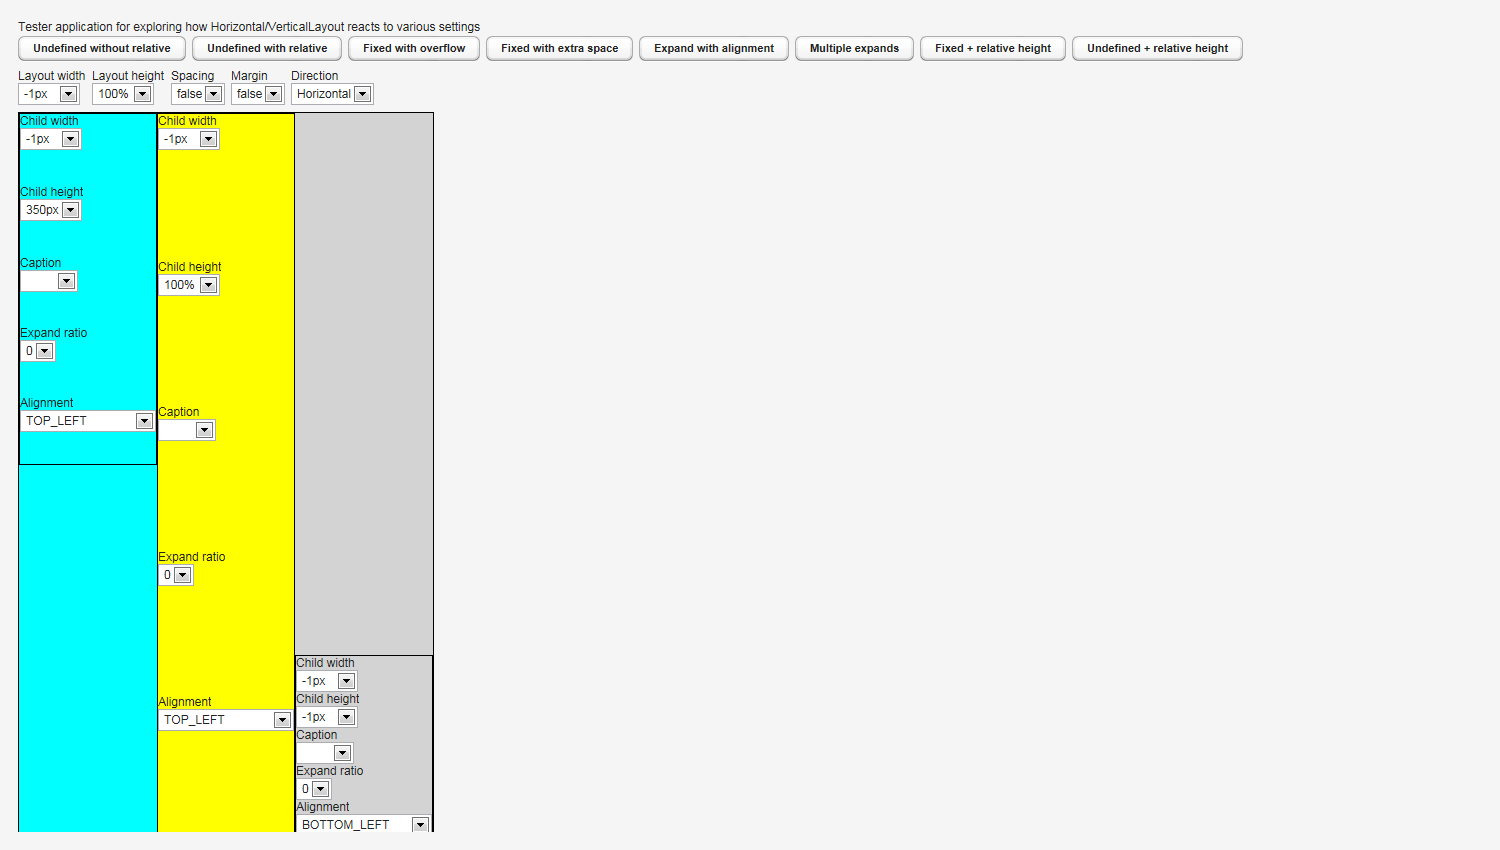 Tester application for exploring how Horizontal/VerticalLayout reacts to various settings
Undefined without relative Undefined with relative Fixed with overflow Fixed with extra space Expand with alignment Multiple expands Fixed + relative height Undefined + relative height
Layout width Layout height Spacing Margin Direction
-1px 100% false false Horizontal
Child width
-1px
Child height
350px
Caption
Expand ratio
0
Alignment
TOP_LEFT
Child width
-1px
Child height
100%
Caption
Expand ratio
0
Alignment
TOP_LEFT
Child width
-1px
Child height
-1px
Caption
Expand ratio
0
Alignment
BOTTOM_LEFT